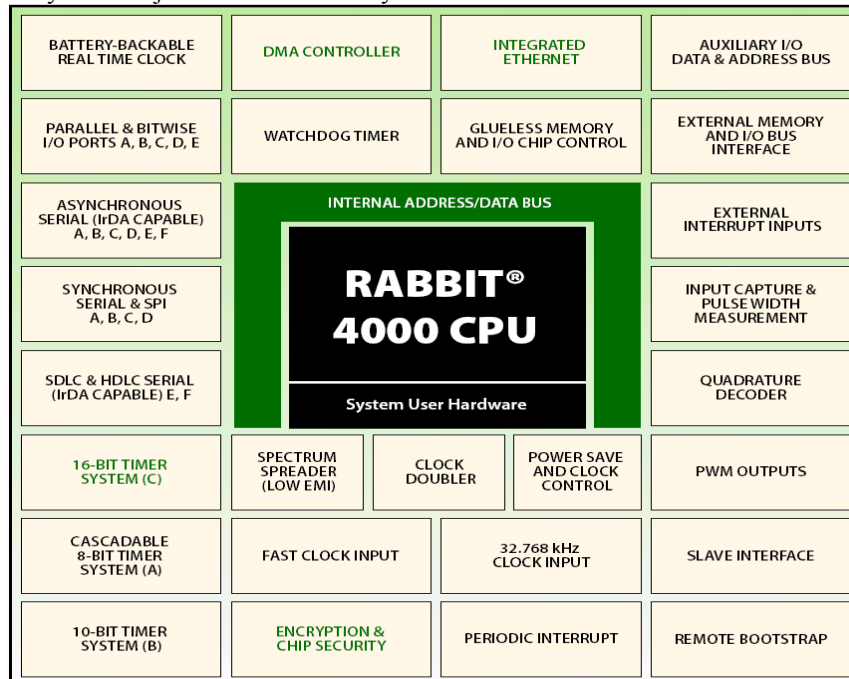 BATTERY-BACKABLE
REAL TIME CLOCK
DMA CONTROLLER
INTEGRATED
ETHERNET
AUXILIARY I/O
DATA & ADDRESS BUS
PARALLEL & BITWISE
I/O PORTS A, B, C, D, E
WATCHDOG TIMER
GLUELESS MEMORY
AND I/O CHIP CONTROL
EXTERNAL MEMORY
AND I/O BUS
INTERFACE
ASYNCHRONOUS
SERIAL (IrDA CAPABLE)
A, B, C, D, E, F
INTERNAL ADDRESS/DATA BUS
EXTERNAL
INTERRUPT INPUTS
RABBIT®
4000 CPU
SYNCHRONOUS
SERIAL & SPI
A, B, C, D
INPUT CAPTURE &
PULSE WIDTH
MEASUREMENT
SDLC & HDLC SERIAL
(IrDA CAPABLE) E, F
System User Hardware
QUADRATURE
DECODER
16-BIT TIMER
SYSTEM (C)
SPECTRUM
SPREADER
(LOW EMI)
CLOCK
DOUBLER
POWER SAVE
AND CLOCK
CONTROL
PWM OUTPUTS
CASCADABLE
8-BIT TIMER
SYSTEM (A)
FAST CLOCK INPUT
32.768 kHz
CLOCK INPUT
SLAVE INTERFACE
10-BIT TIMER
SYSTEM (B)
ENCRYPTION &
CHIP SECURITY
PERIODIC INTERRUPT
REMOTE BOOTSTRAP